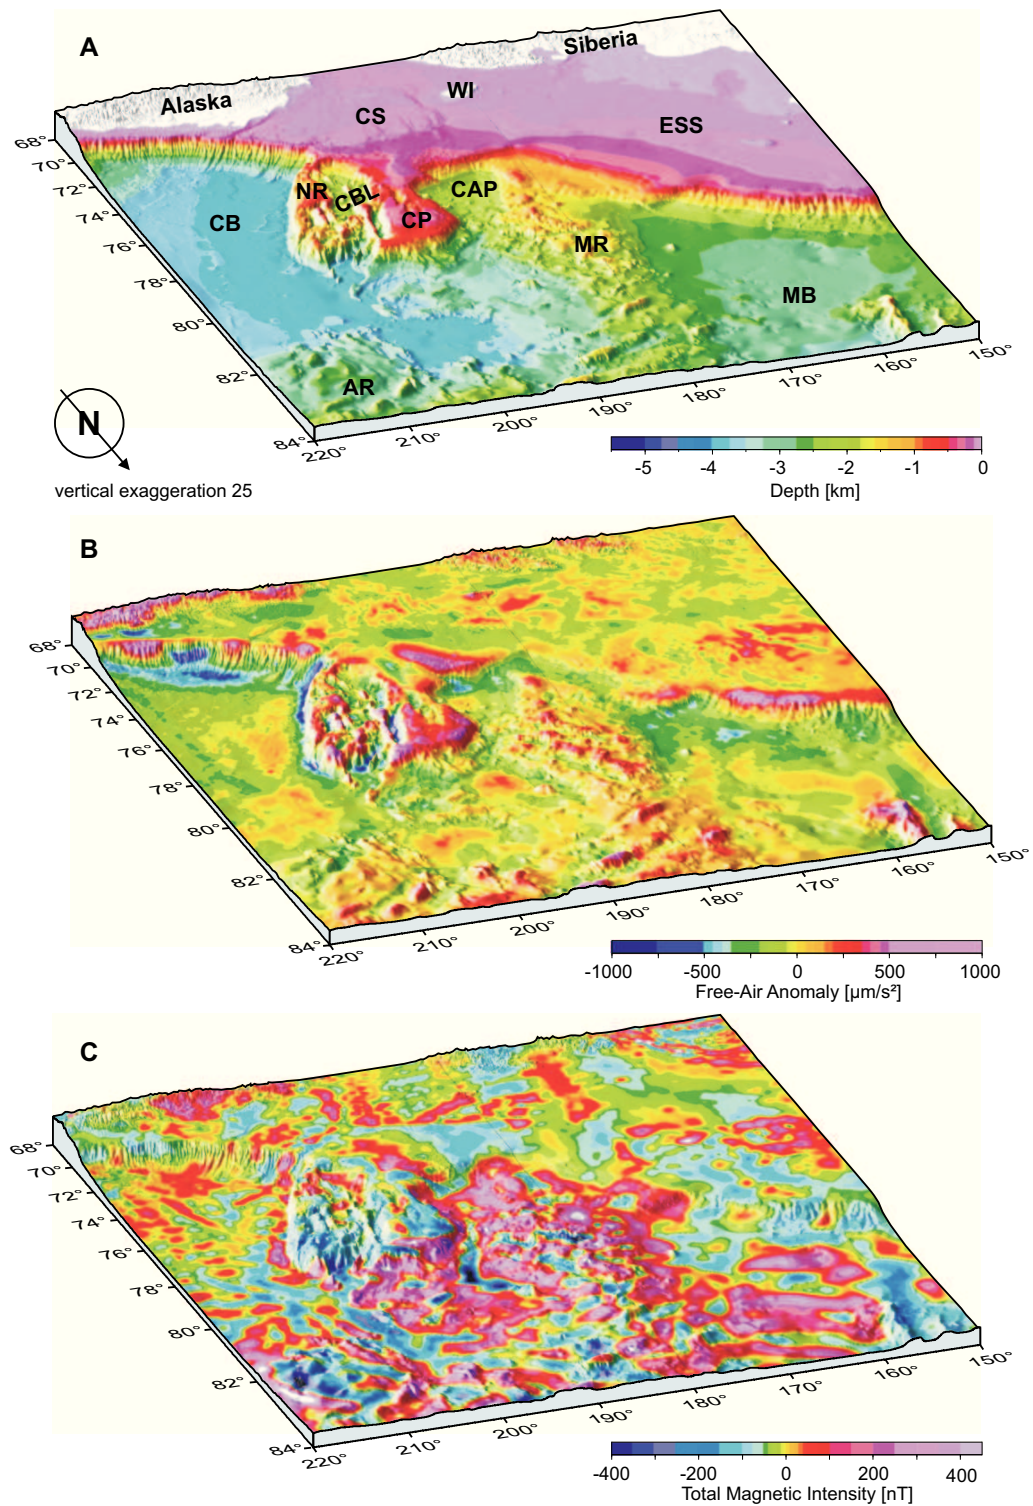 A
Siberia
Alaska
WI
CS
ESS
68°
70°
72°
74°
76°
78°
80°
82°
84°
NR
CBL
CAP
CP
CB
MR
MB
AR
220°
210°
200°
190°
180°
170°
160°
150°
N
vertical exaggeration 25
-5 -4 -3 -2 -1 0
Depth [km]
B
68°
70°
72°
74°
76°
78°
80°
82°
84°
220°
210°
200°
190°
180°
170°
160°
150°
-1000 -500 0 500 1000
Free-Air Anomaly [µm/s²]
C
68°
70°
72°
74°
76°
78°
80°
82°
84°
220°
210°
200°
190°
180°
170°
160°
150°
-400 -200 0 200 400
Total Magnetic Intensity [nT]